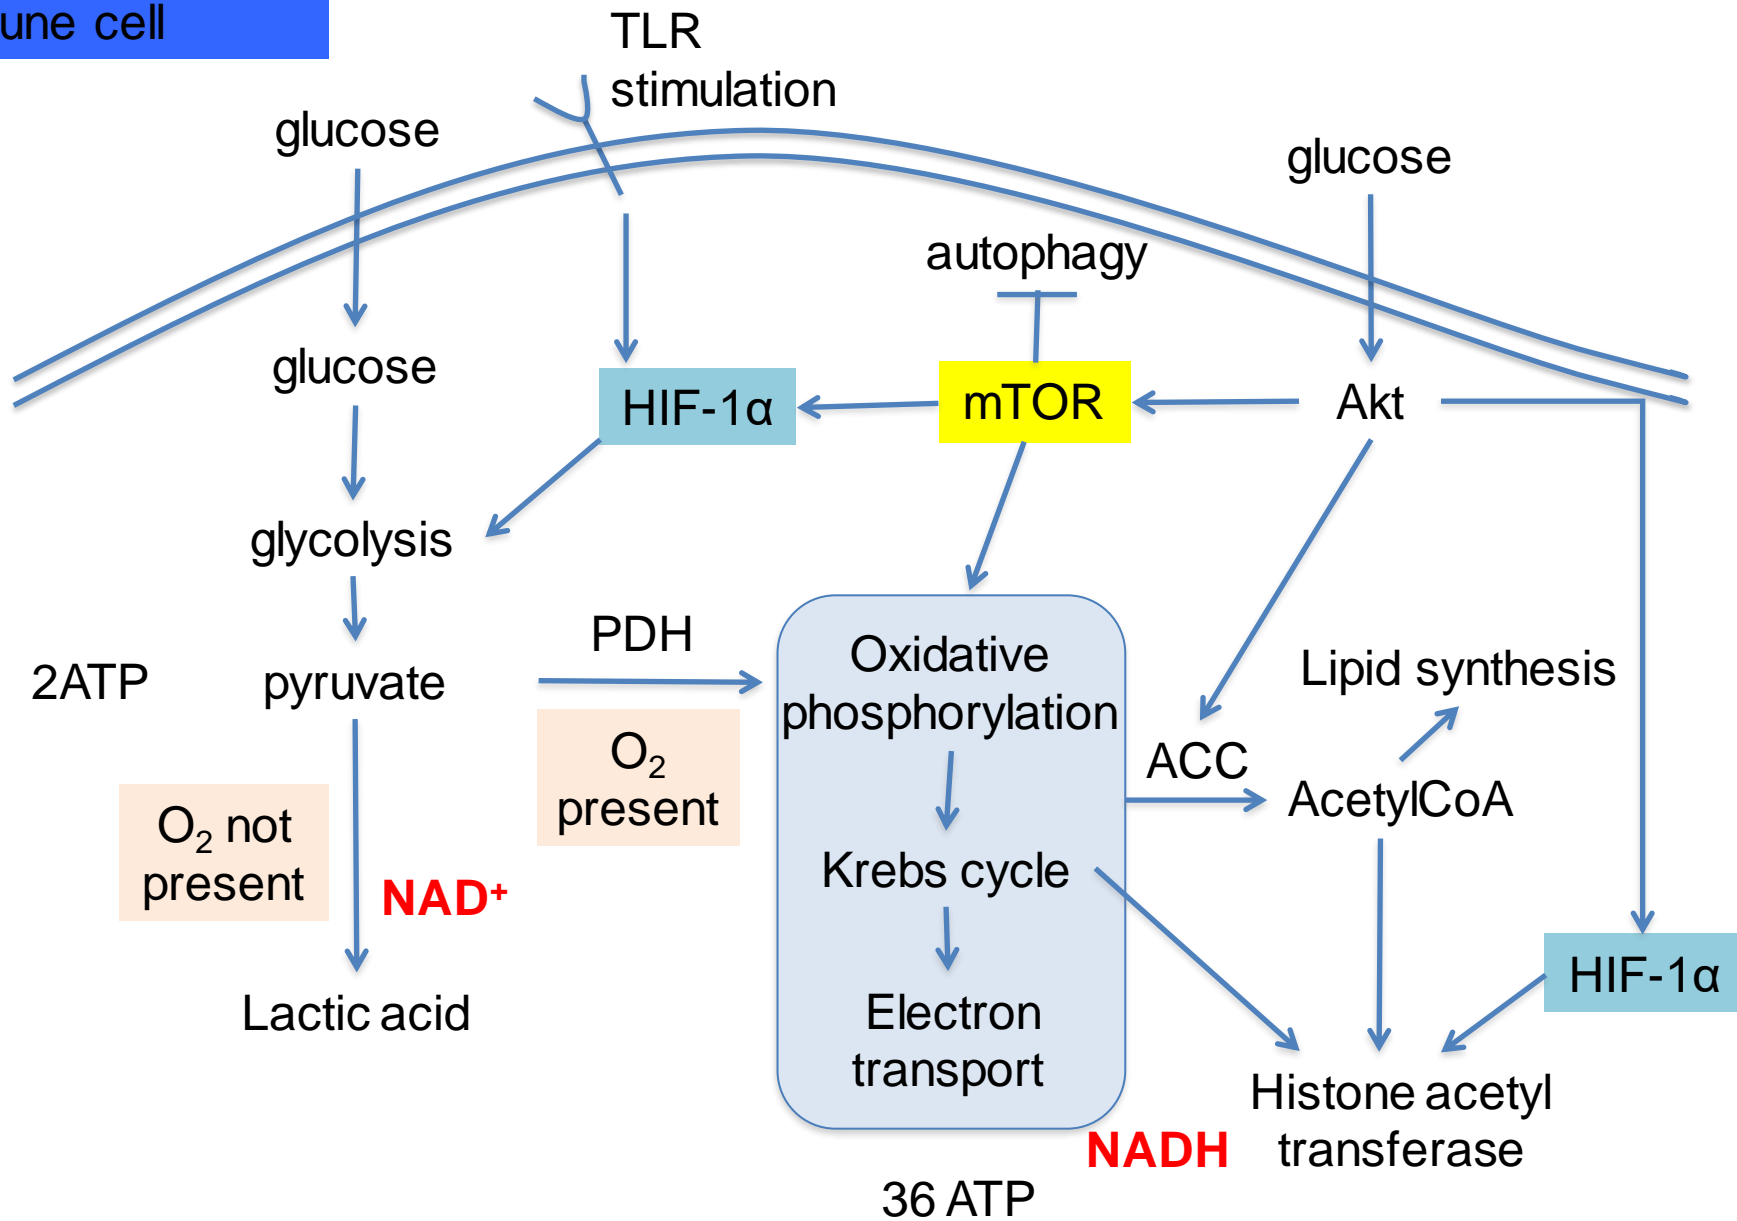 une cell
TLR
stimulation
glucose
glucose
autophagy
glucose
HIF-1α
mTOR
Akt
glycolysis
PDH
Oxidative
phosphorylation
Lipid synthesis
2ATP
pyruvate
O₂
present
ACC
AcetylCoA
O₂ not
present
NAD⁺
Krebs cycle
HIF-1α
Lactic acid
Electron
transport
Histone acetyl
transferase
NADH
36 ATP